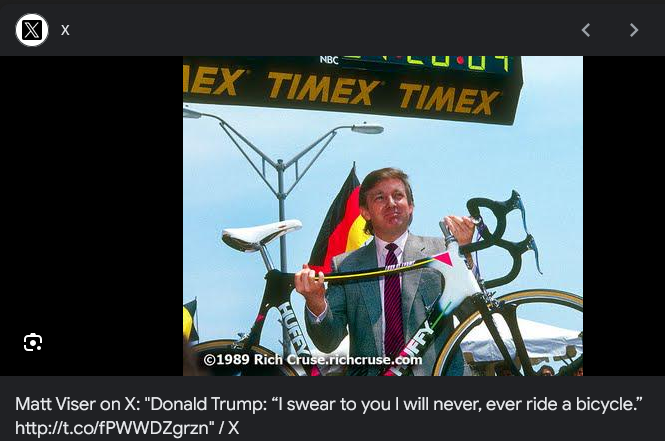 X
NBC
TIMEX TIMEX TIMEX
HUFFY
HUFFY
©1989 Rich Cruse.richcruse.com
Matt Viser on X: "Donald Trump: “I swear to you I will never, ever ride a bicycle.”
http://t.co/fPWWDZgrzn" / X